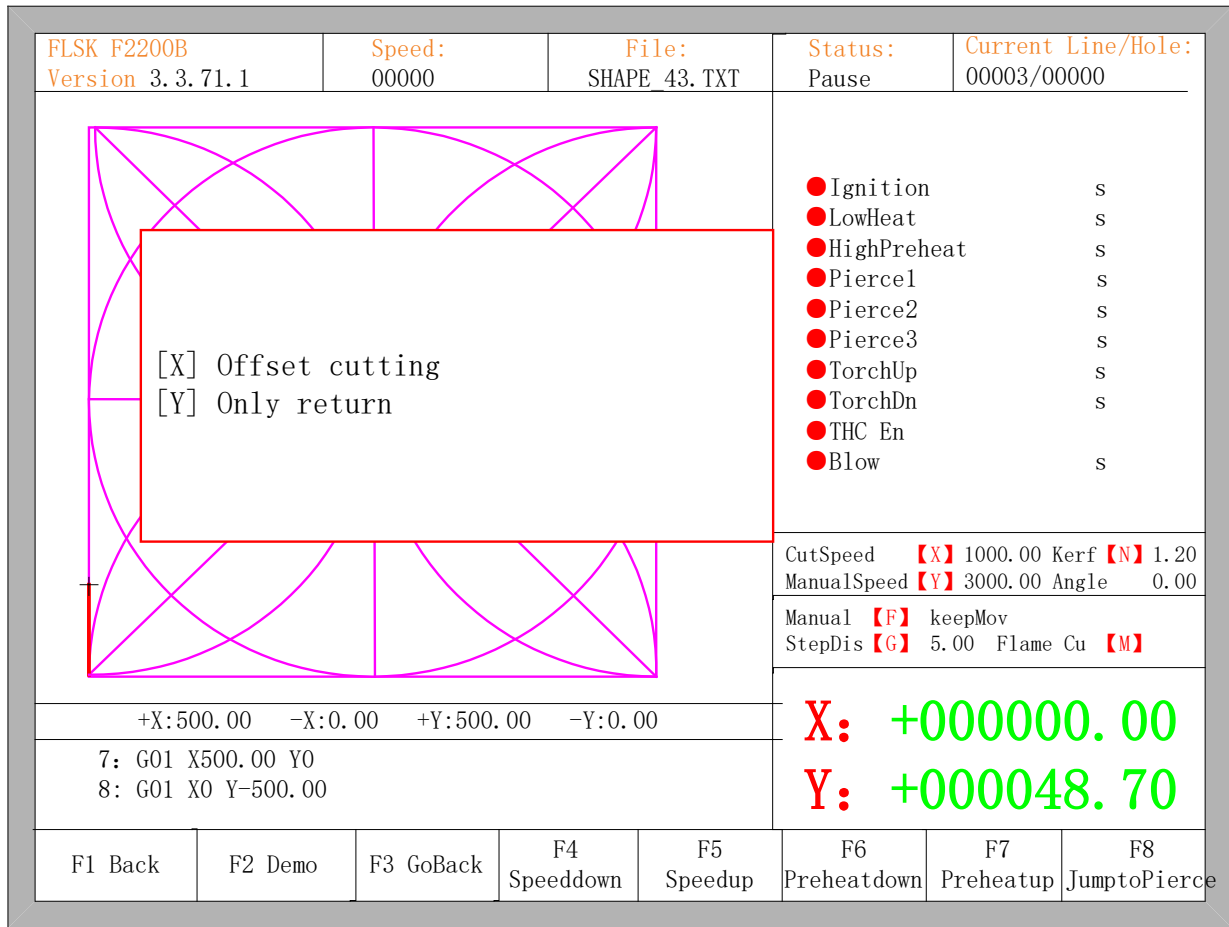 FLSK F2200B
Version 3.3.71.1
Speed:
00000
File:
SHAPE_43.TXT
Status:
Pause
Current Line/Hole:
00003/00000
[X] Offset cutting
[Y] Only return
Ignition s
LowHeat s
HighPreheat s
Pierce1 s
Pierce2 s
Pierce3 s
TorchUp s
TorchDn s
THC En
Blow s
CutSpeed 【X】 1000.00 Kerf 【N】 1.20
ManualSpeed 【Y】 3000.00 Angle 0.00
Manual 【F】 keepMov
StepDis 【G】 5.00 Flame Cu 【M】
+X:500.00 -X:0.00 +Y:500.00 -Y:0.00
7: G01 X500.00 Y0
8: G01 X0 Y-500.00
X: +000000.00
Y: +000048.70
F1 Back
F2 Demo
F3 GoBack
F4
Speeddown
F5
Speedup
F6
Preheatdown
F7
Preheatup
F8
JumptoPierce